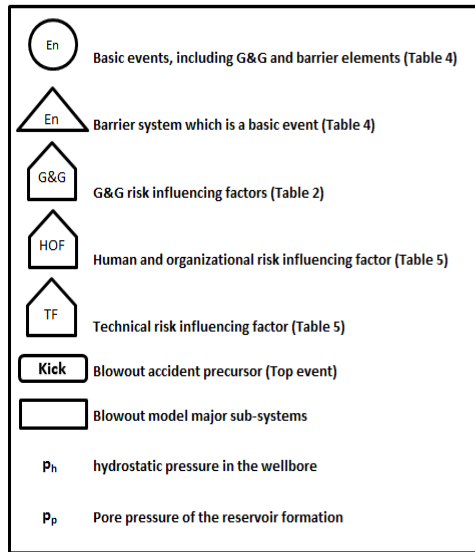 En
Basic events, including G&G and barrier elements (Table 4)
En
Barrier system which is a basic event (Table 4)
G&G
G&G risk influencing factors (Table 2)
HOF
Human and organizational risk influencing factor (Table 5)
TF
Technical risk influencing factor (Table 5)
Kick Blowout accident precursor (Top event)
Blowout model major sub-systems
ph hydrostatic pressure in the wellbore
pp Pore pressure of the reservoir formation